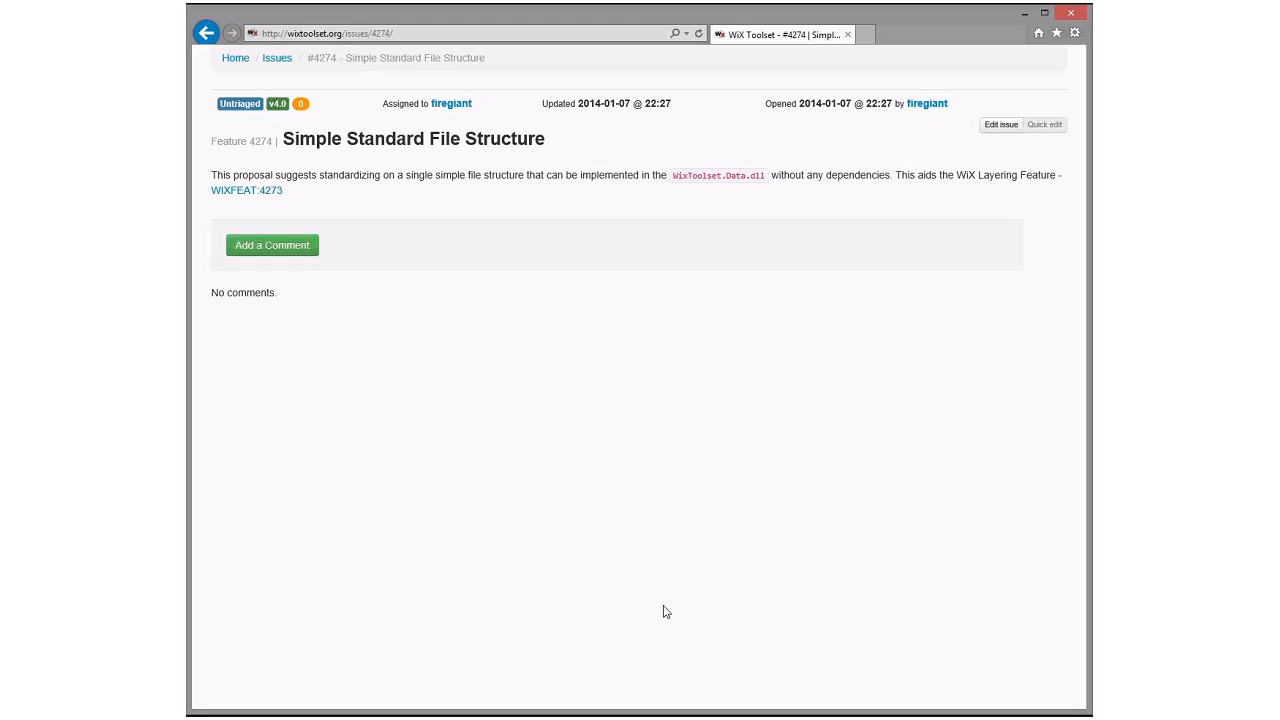 http://wixtoolset.org/issues/4274/
WiX Toolset - #4274 | Simpl...
Home / Issues / #4274 - Simple Standard File Structure
Untriaged v4.0 0 Assigned to firegiant Updated 2014-01-07 @ 22:27 Opened 2014-01-07 @ 22:27 by firegiant
Edit issue Quick edit
Feature 4274 | Simple Standard File Structure
This proposal suggests standardizing on a single simple file structure that can be implemented in the WixToolset.Data.dll without any dependencies. This aids the WiX Layering Feature -
WIXFEAT:4273
Add a Comment
No comments.